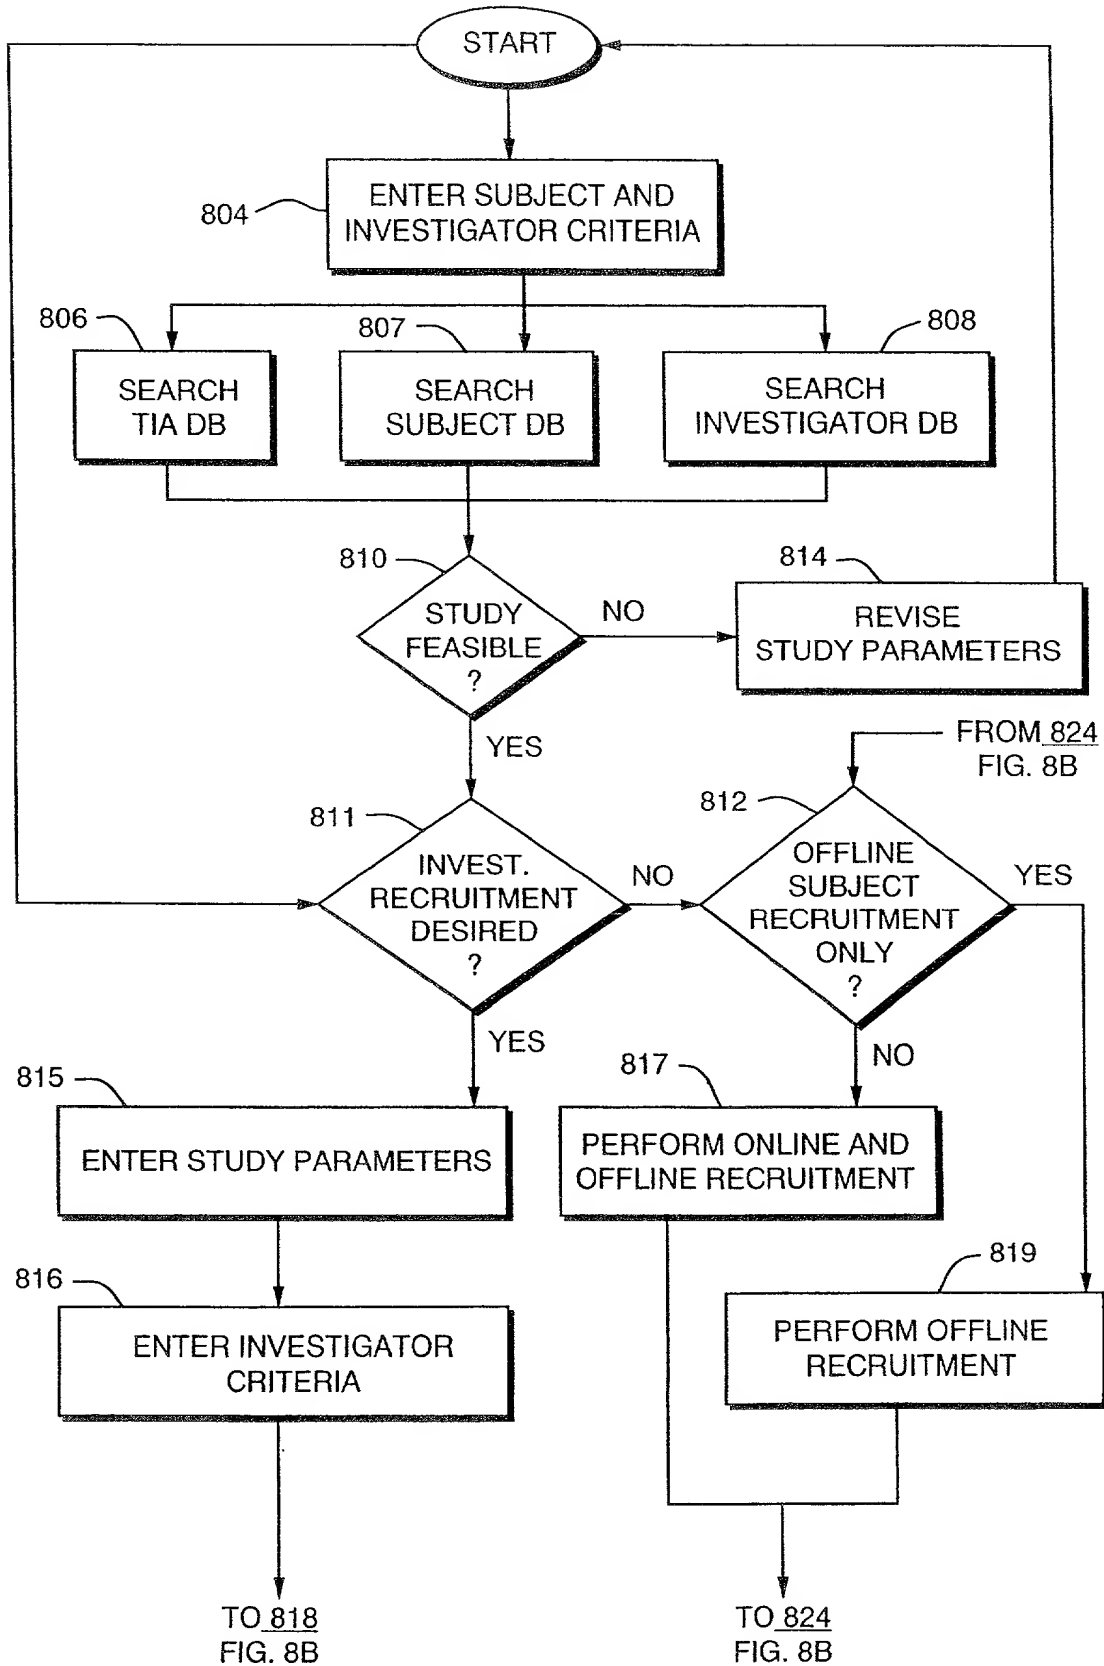 START
804
ENTER SUBJECT AND
INVESTIGATOR CRITERIA
806
807
808
SEARCH
TIA DB
SEARCH
SUBJECT DB
SEARCH
INVESTIGATOR DB
810
STUDY
FEASIBLE
?
NO
814
REVISE
STUDY PARAMETERS
YES
FROM 824
FIG. 8B
811
INVEST.
RECRUITMENT
DESIRED
?
NO
812
OFFLINE
SUBJECT
RECRUITMENT
ONLY
?
YES
YES
NO
815
ENTER STUDY PARAMETERS
817
PERFORM ONLINE AND
OFFLINE RECRUITMENT
816
ENTER INVESTIGATOR
CRITERIA
819
PERFORM OFFLINE
RECRUITMENT
TO 818
FIG. 8B
TO 824
FIG. 8B